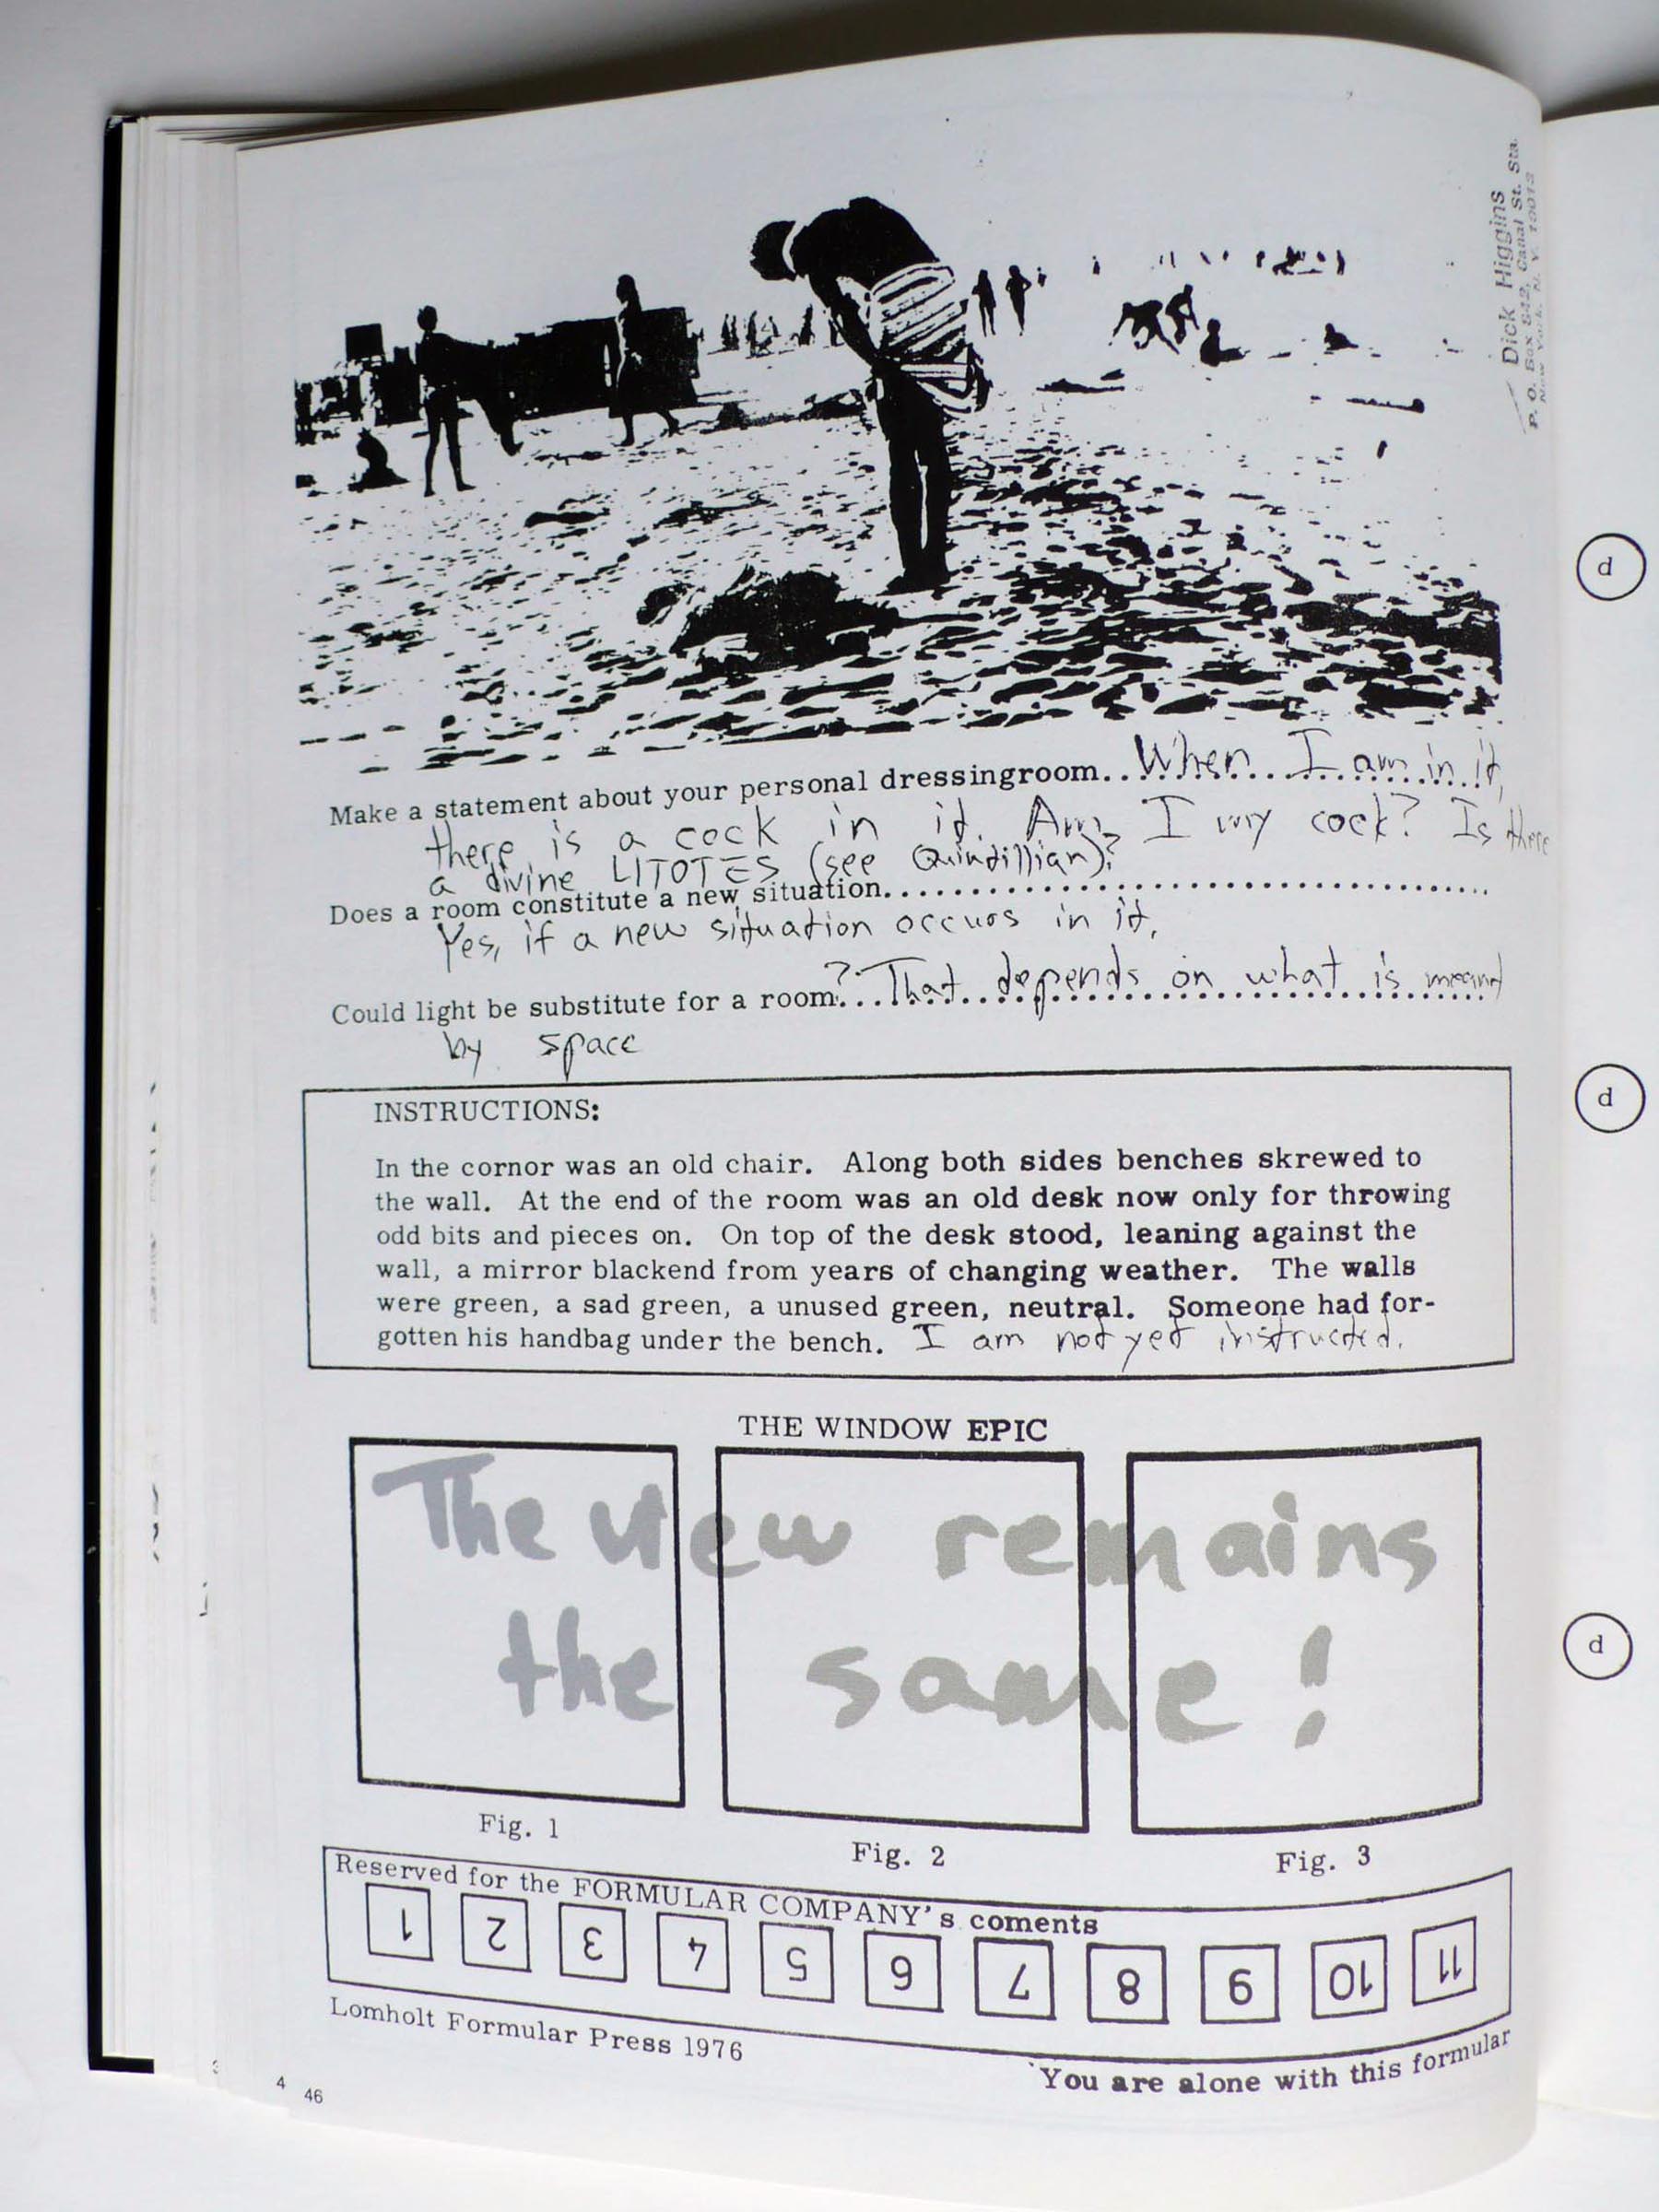 Dick Higgins
P. O. Box 842, Canal St. Sta.
New York, N. Y. 10013
Make a statement about your personal dressingroom..When I am in it,
there is a cock in it. Am I my cock? Is there
a divine LITOTES (see Quintillian)?
Does a room constitute a new situation...
Yes, if a new situation occurs in it.
Could light be substitute for a room?...That depends on what is meant
by space
INSTRUCTIONS:
In the cornor was an old chair. Along both sides benches skrewed to
the wall. At the end of the room was an old desk now only for throwing
odd bits and pieces on. On top of the desk stood, leaning against the
wall, a mirror blackend from years of changing weather. The walls
were green, a sad green, a unused green, neutral. Someone had for-
gotten his handbag under the bench. I am not yet instructed.
THE WINDOW EPIC
The view remains
the same!
Fig. 1 Fig. 2 Fig. 3
Reserved for the FORMULAR COMPANY's coments
1 2 3 4 5 6 7 8 9 10 11
Lomholt Formular Press 1976
You are alone with this formular
4 46
d
d
d